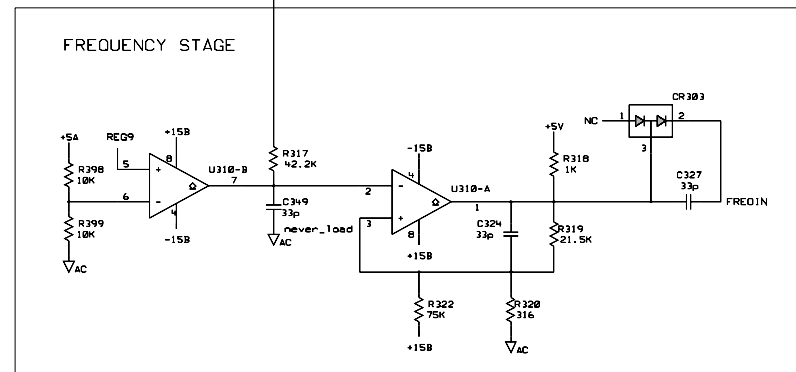 FREQUENCY STAGE
CR303
NC 1 2
3
+5A
REG9
+15B
8
5 +
U310-B
7
R398
10K
6 -
4
-15B
R399
10K
AC
R317
42.2K
C349
33p
never_load
AC
-15B
4
U310-A
2 -
1
3 +
8
+15B
+5V
R318
1K
C324
33p
R319
21.5K
C327
33p
FREQIN
R322
75K
+15B
R320
316
AC